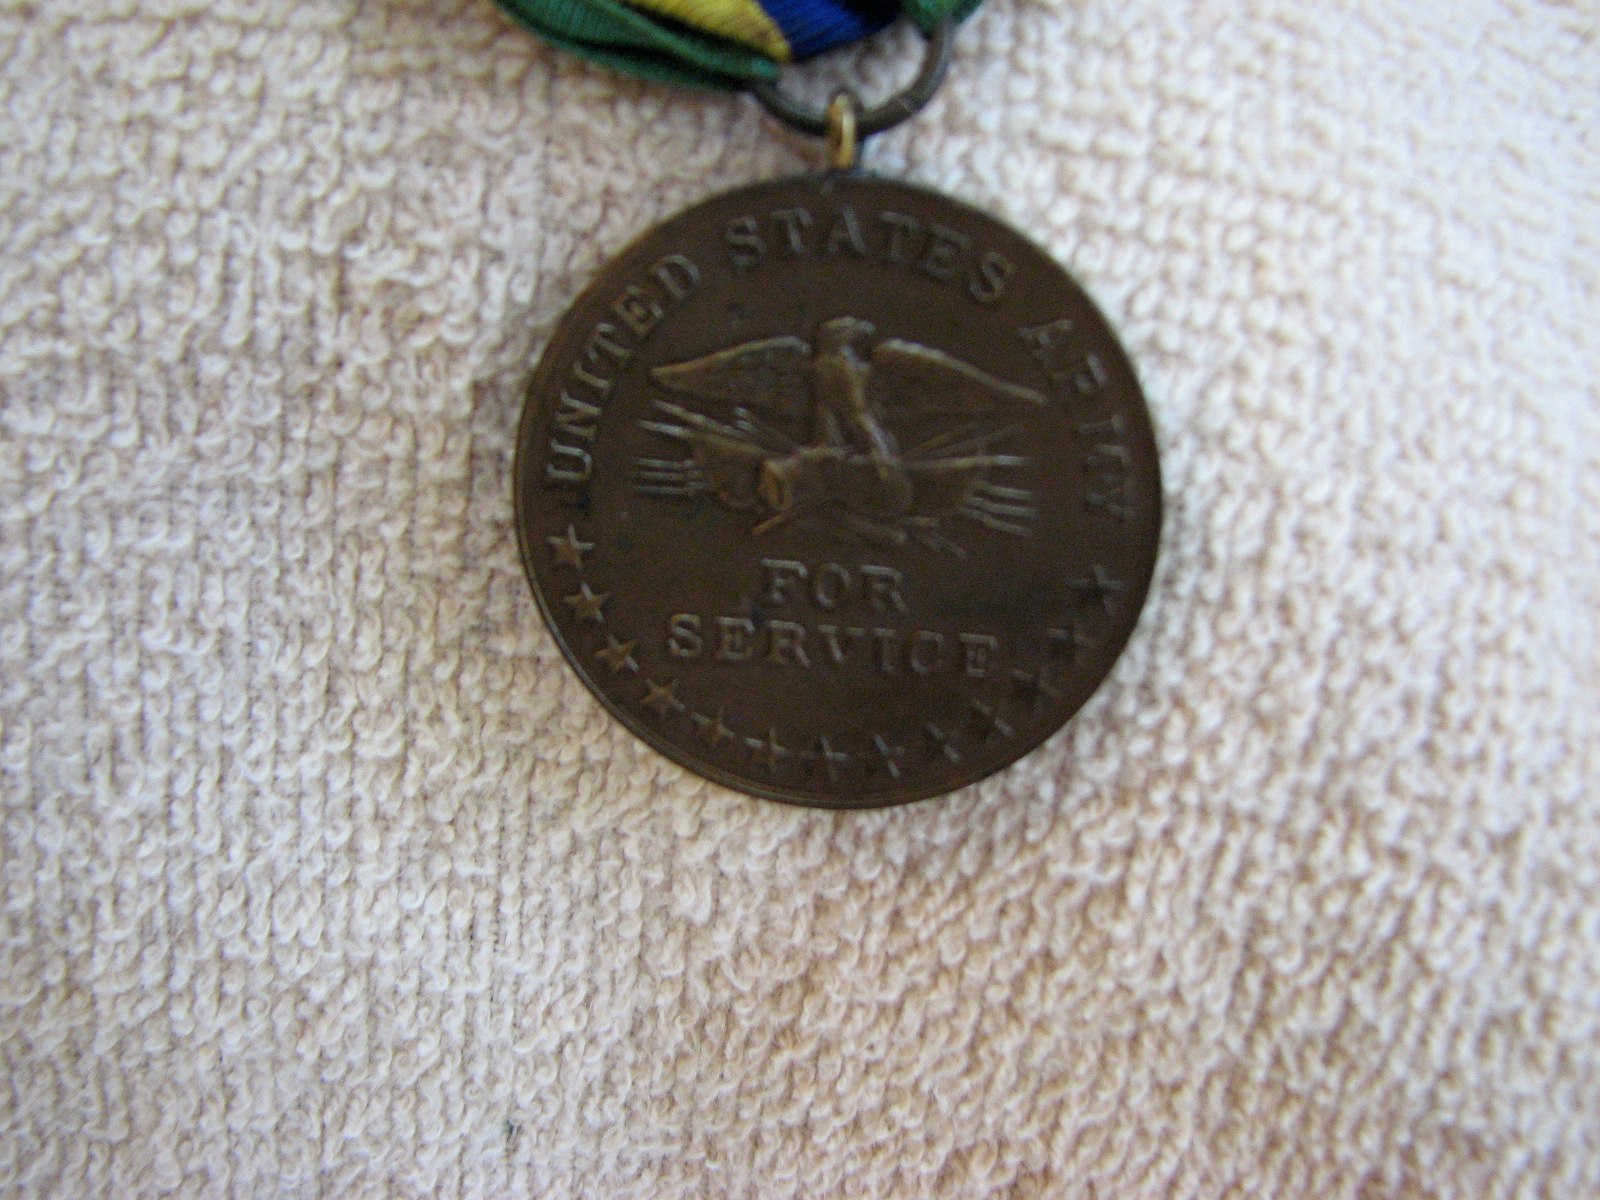 UNITED STATES ARMY
FOR
SERVICE